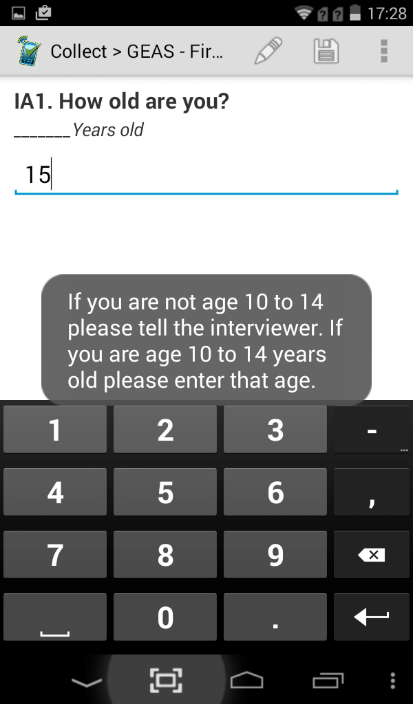 17:28
Collect > GEAS - Fir...
IA1. How old are you?
_______Years old
15
If you are not age 10 to 14
please tell the interviewer. If
you are age 10 to 14 years
old please enter that age.
1 2 3 -
...
4 5 6 ,
7 8 9
0 .